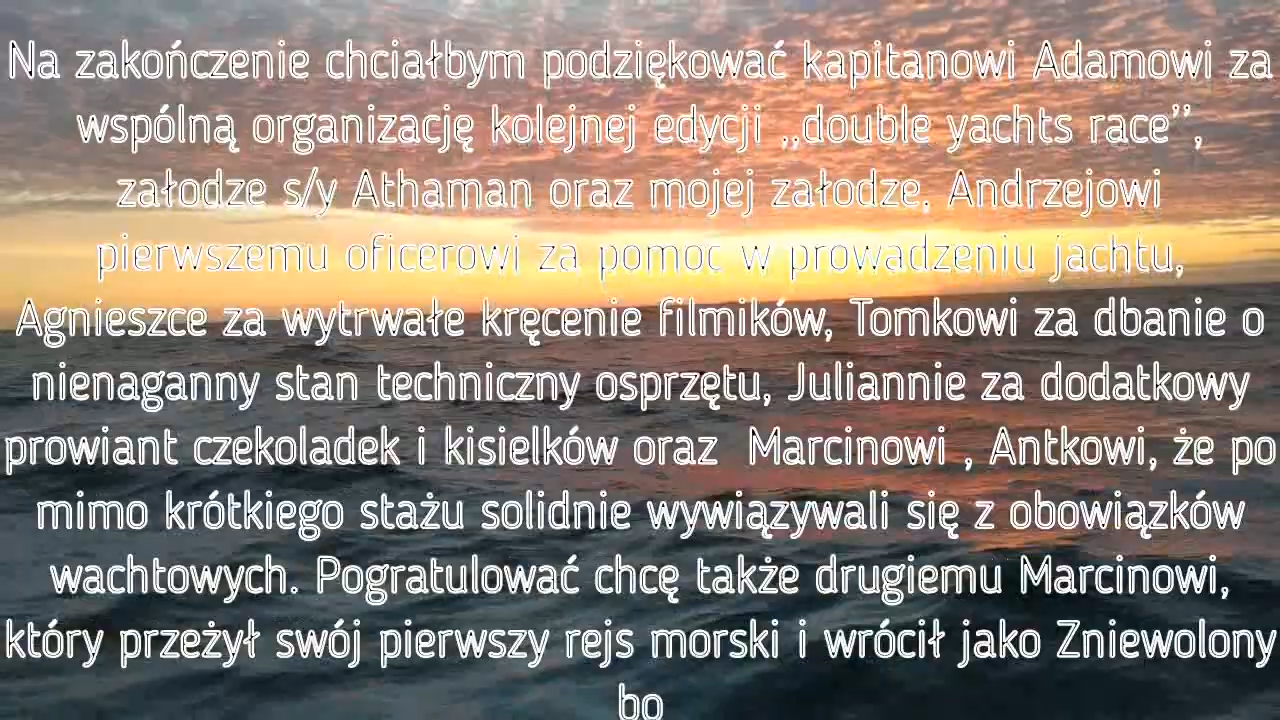 Na zakończenie chciałbym podziękować kapitanowi Adamowi za
wspólną organizację kolejnej edycji ,,double yachts race”,
załodze s/y Athaman oraz mojej załodze, Andrzejowi
pierwszemu oficerowi za pomoc w prowadzeniu jachtu,
Agnieszce za wytrwałe kręcenie filmików, Tomkowi za dbanie o
nienaganny stan techniczny osprzętu, Juliannie za dodatkowy
prowiant czekoladek i kisielków oraz  Marcinowi , Antkowi, że po
mimo krótkiego stażu solidnie wywiązywali się z obowiązków
wachtowych. Pogratulować chcę także drugiemu Marcinowi,
który przeżył swój pierwszy rejs morski i wrócił jako Zniewolony
bo